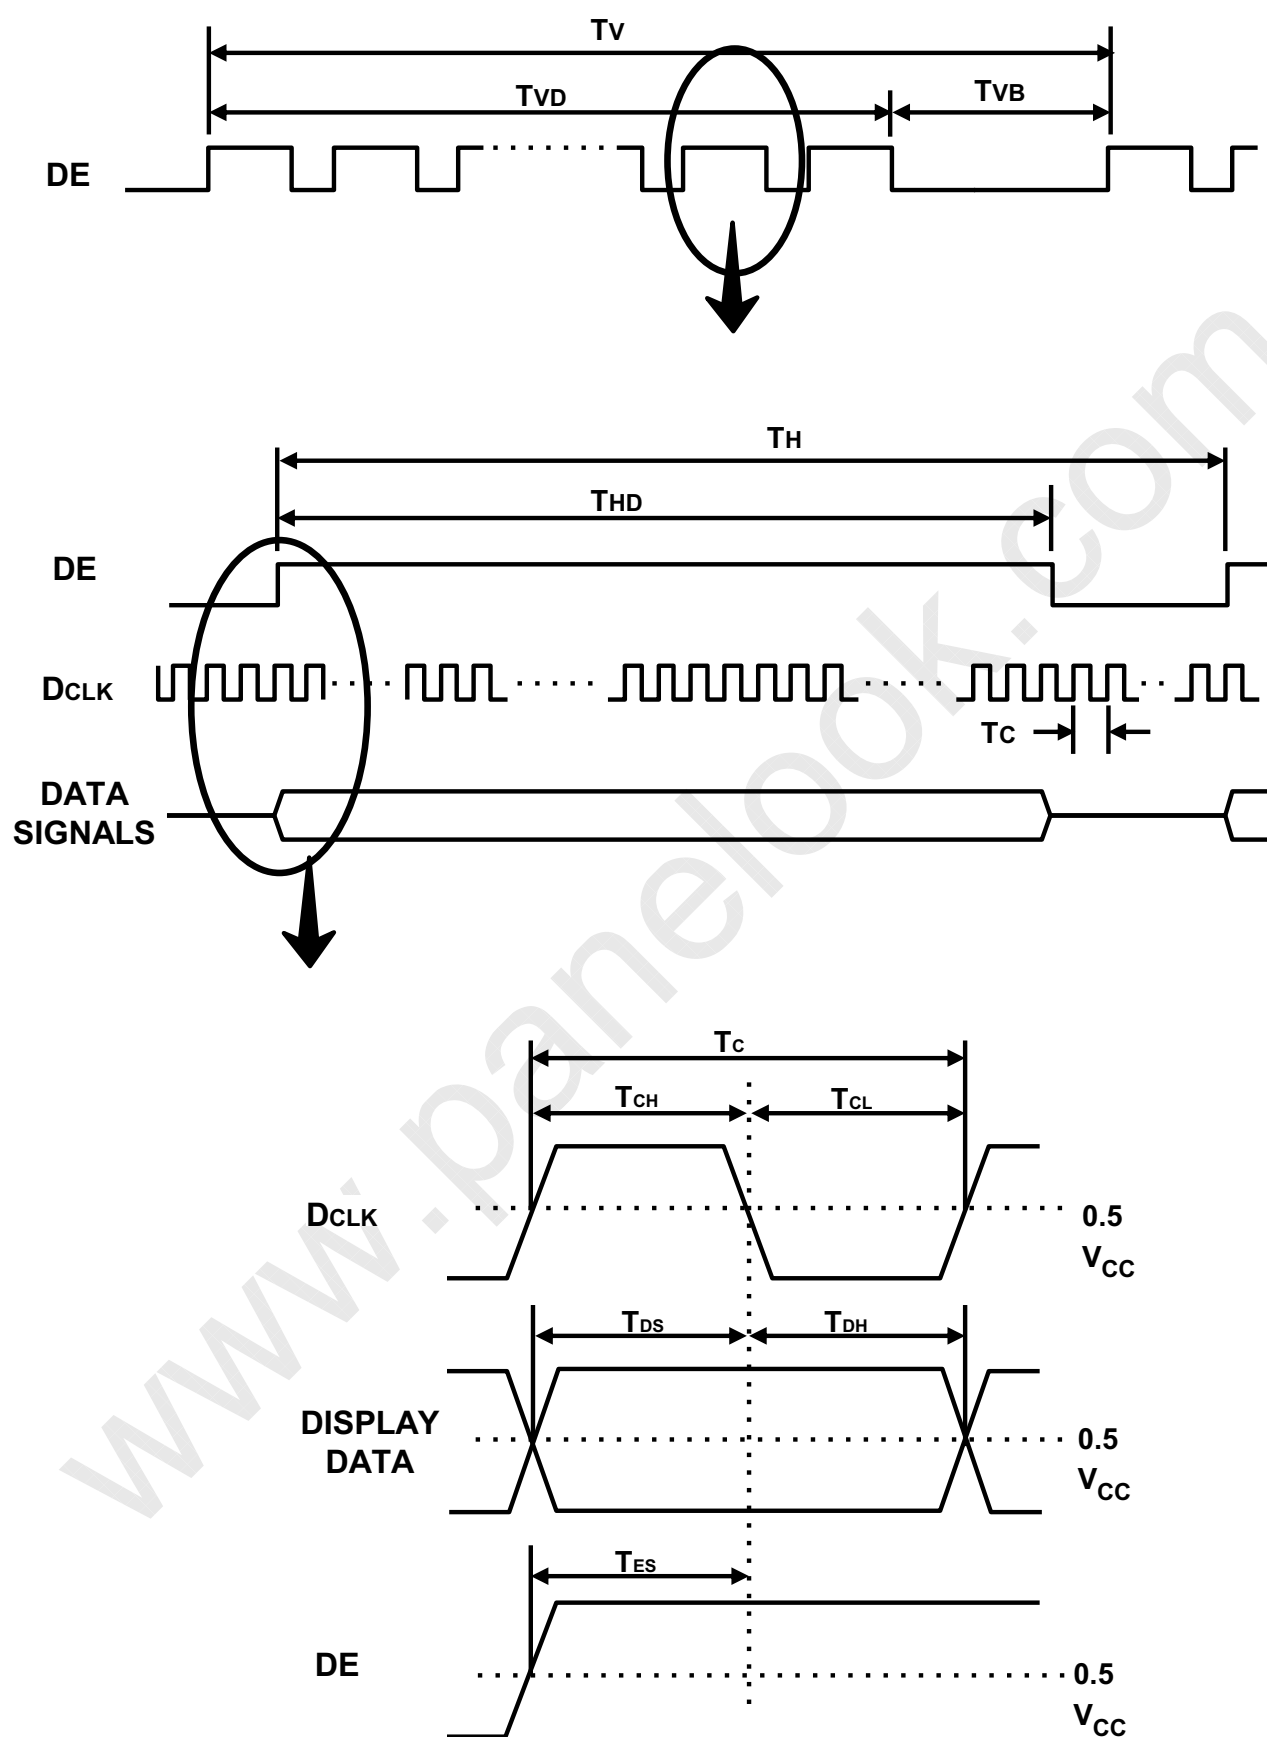 TV
TVD
TVB
DE
TH
THD
DE
DCLK
TC
DATA
SIGNALS
TC
TCH
TCL
DCLK
0.5
VCC
TDS
TDH
DISPLAY
DATA
0.5
VCC
TES
DE
0.5
VCC
www.panelook.com